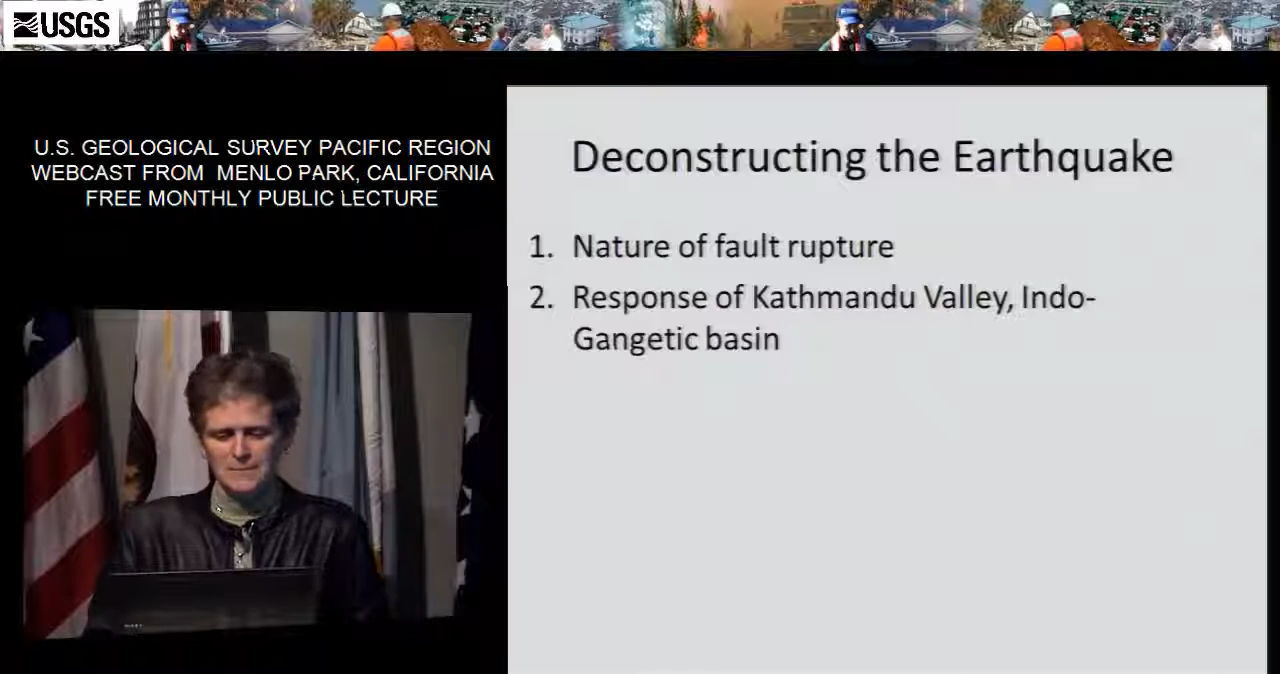 USGS
U.S. GEOLOGICAL SURVEY PACIFIC REGION
WEBCAST FROM MENLO PARK, CALIFORNIA
FREE MONTHLY PUBLIC LECTURE
Deconstructing the Earthquake
1. Nature of fault rupture
2. Response of Kathmandu Valley, Indo-
Gangetic basin